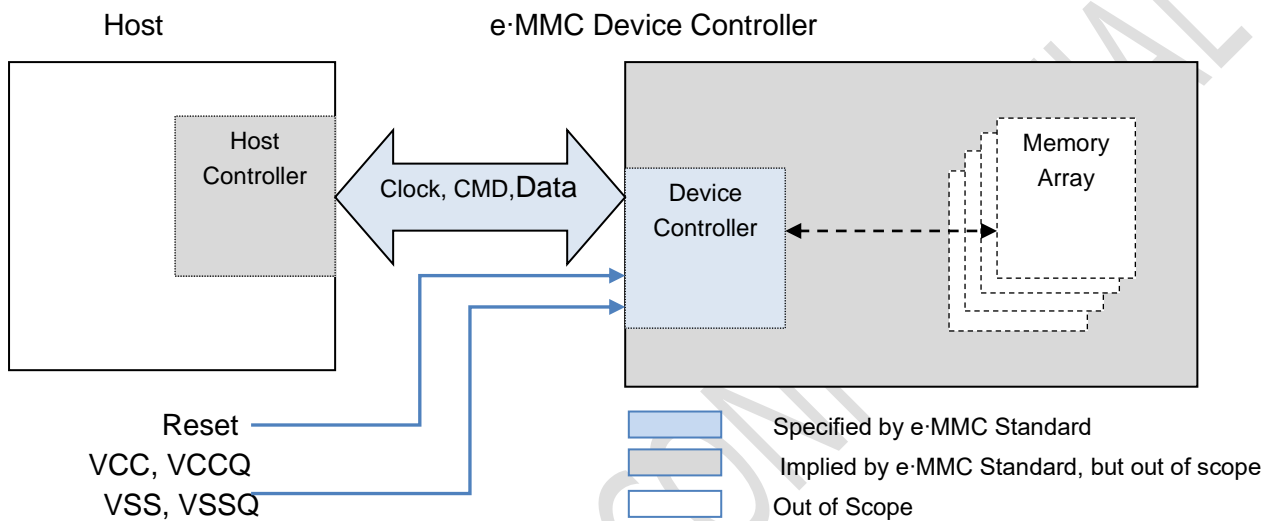 Host
e·MMC Device Controller
Host
Controller
Clock, CMD,Data
Device
Controller
Memory
Array
Reset
VCC, VCCQ
VSS, VSSQ
Specified by e·MMC Standard
Implied by e·MMC Standard, but out of scope
Out of Scope